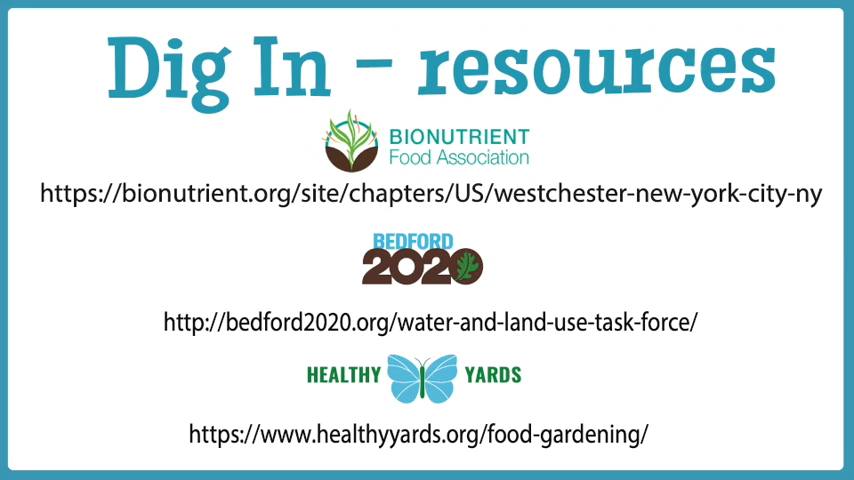 Dig In – resources
BIONUTRIENT
Food Association
https://bionutrient.org/site/chapters/US/westchester-new-york-city-ny
BEDFORD
2020
http://bedford2020.org/water-and-land-use-task-force/
HEALTHY YARDS
https://www.healthyyards.org/food-gardening/